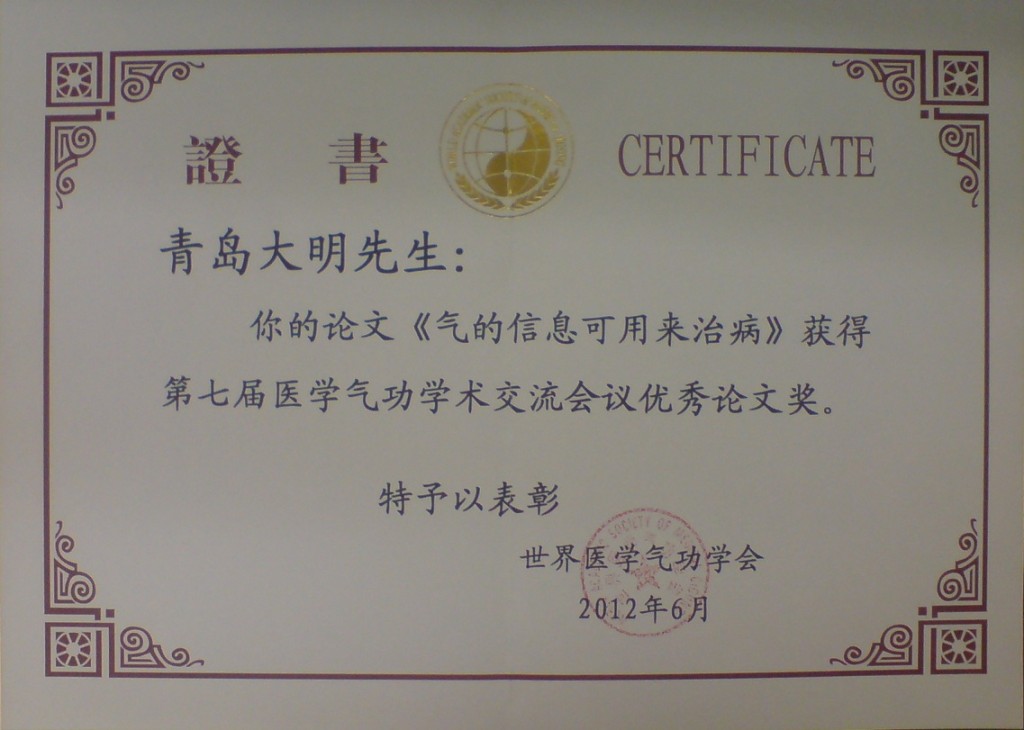 證 書 CERTIFICATE
青岛大明先生:
你的论文《气的信息可用来治病》获得
第七届医学气功学术交流会议优秀论文奖。
特予以表彰
SOCIETY OF
世界医学气功学会
2012年6月